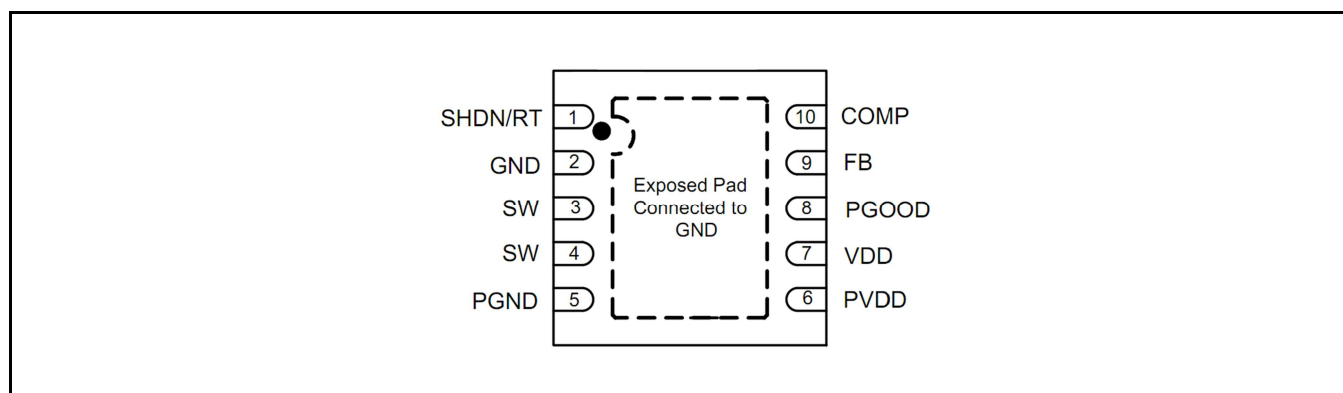 SHDN/RT 1
GND 2
SW 3
SW 4
PGND 5
Exposed Pad
Connected to
GND
10 COMP
9 FB
8 PGOOD
7 VDD
6 PVDD